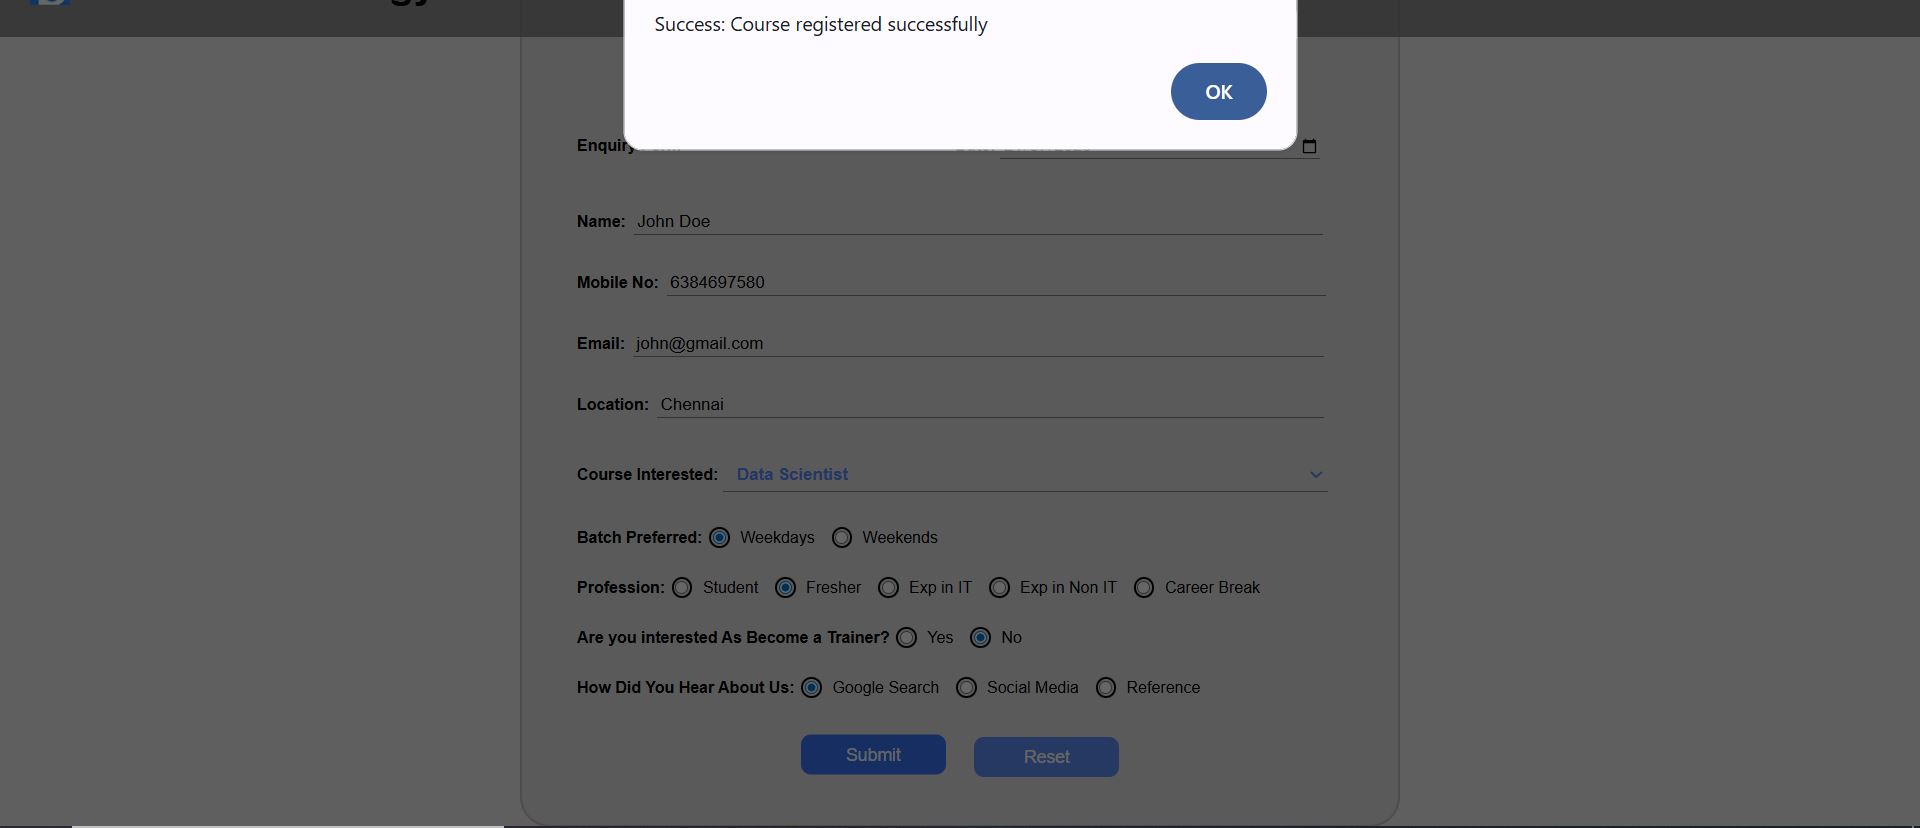 Success: Course registered successfully
OK
Enquiry
Name: John Doe
Mobile No: 6384697580
Email: john@gmail.com
Location: Chennai
Course Interested: Data Scientist
Batch Preferred: Weekdays Weekends
Profession: Student Fresher Exp in IT Exp in Non IT Career Break
Are you interested As Become a Trainer? Yes No
How Did You Hear About Us: Google Search Social Media Reference
Submit Reset